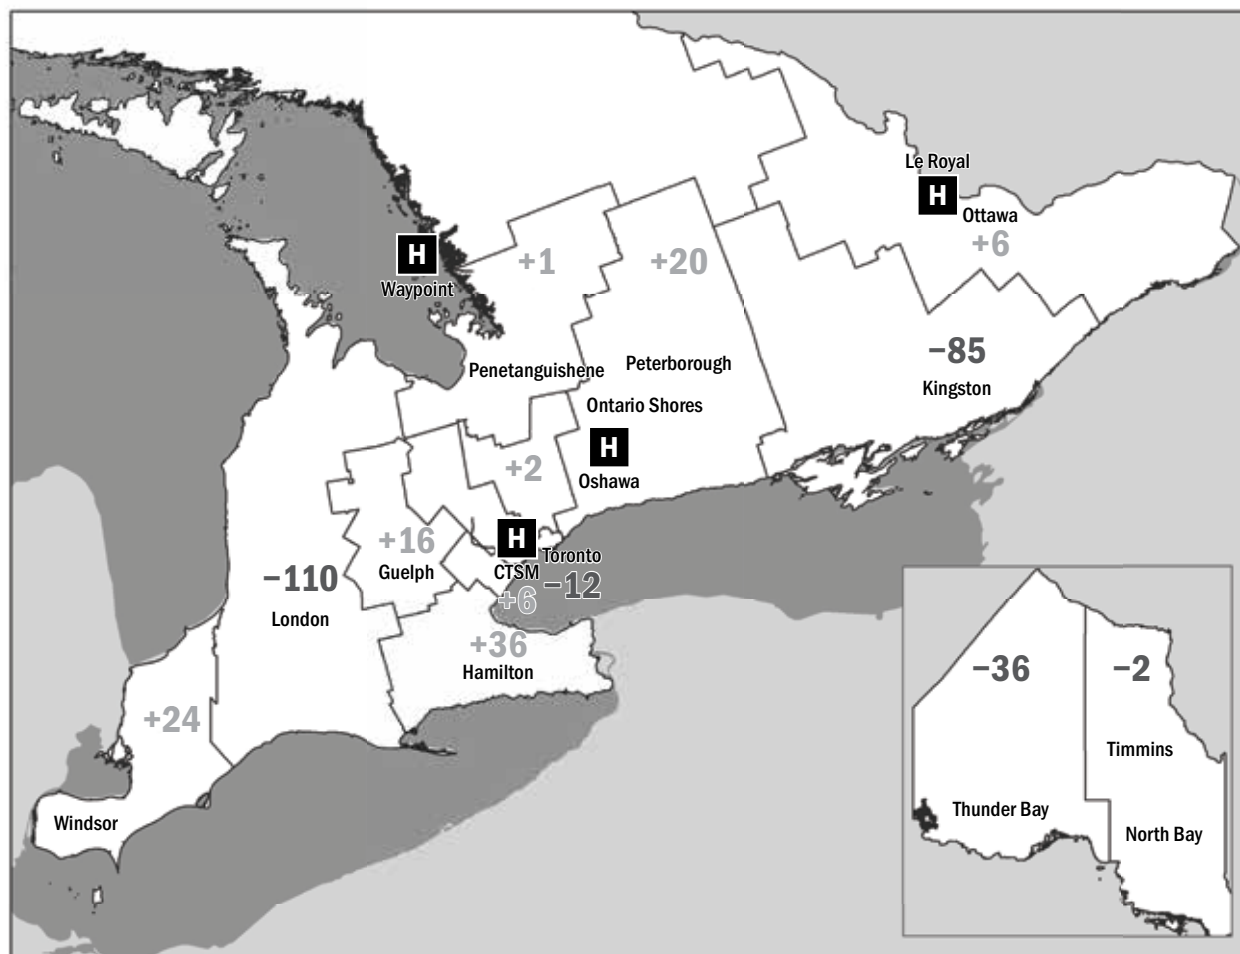 Le Royal
H
Ottawa
+6
H
Waypoint
+1
+20
−85
Kingston
Penetanguishene
Peterborough
Ontario Shores
H
Oshawa
+2
+16
Guelph
H
CTSM
+6
Toronto
−12
−110
London
+36
Hamilton
+24
Windsor
−36
−2
Timmins
Thunder Bay
North Bay